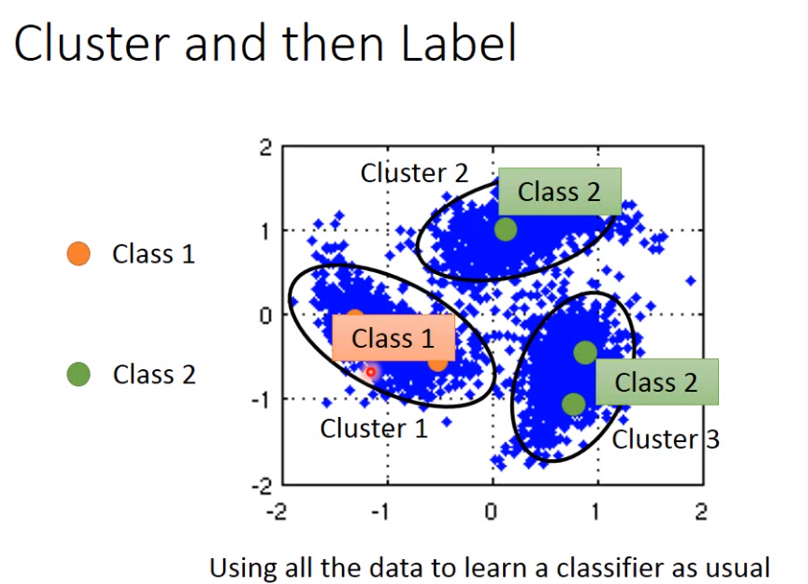 Cluster and then Label
Class 1
Class 2
2
1
0
-1
-2
-2
-1
0
1
2
Cluster 2
Class 2
Class 1
Cluster 1
Class 2
Cluster 3
Using all the data to learn a classifier as usual